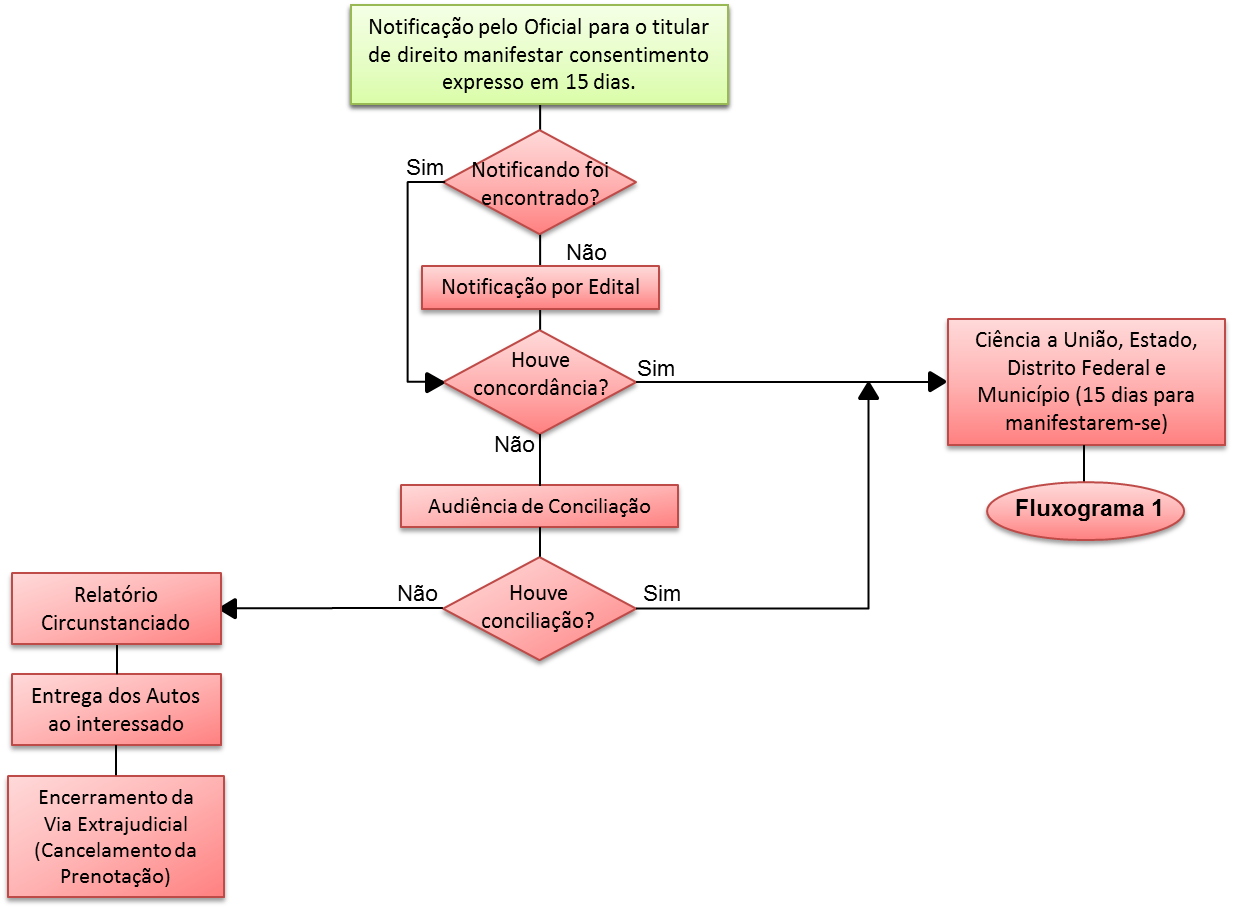 Notificação pelo Oficial para o titular
de direito manifestar consentimento
expresso em 15 dias.
Sim
Notificando foi
encontrado?
Não
Notificação por Edital
Houve
concordância?
Sim
Ciência a União, Estado,
Distrito Federal e
Município (15 dias para
manifestarem-se)
Não
Audiência de Conciliação
Fluxograma 1
Relatório
Circunstanciado
Não
Houve
conciliação?
Sim
Entrega dos Autos
ao interessado
Encerramento da
Via Extrajudicial
(Cancelamento da
Prenotação)